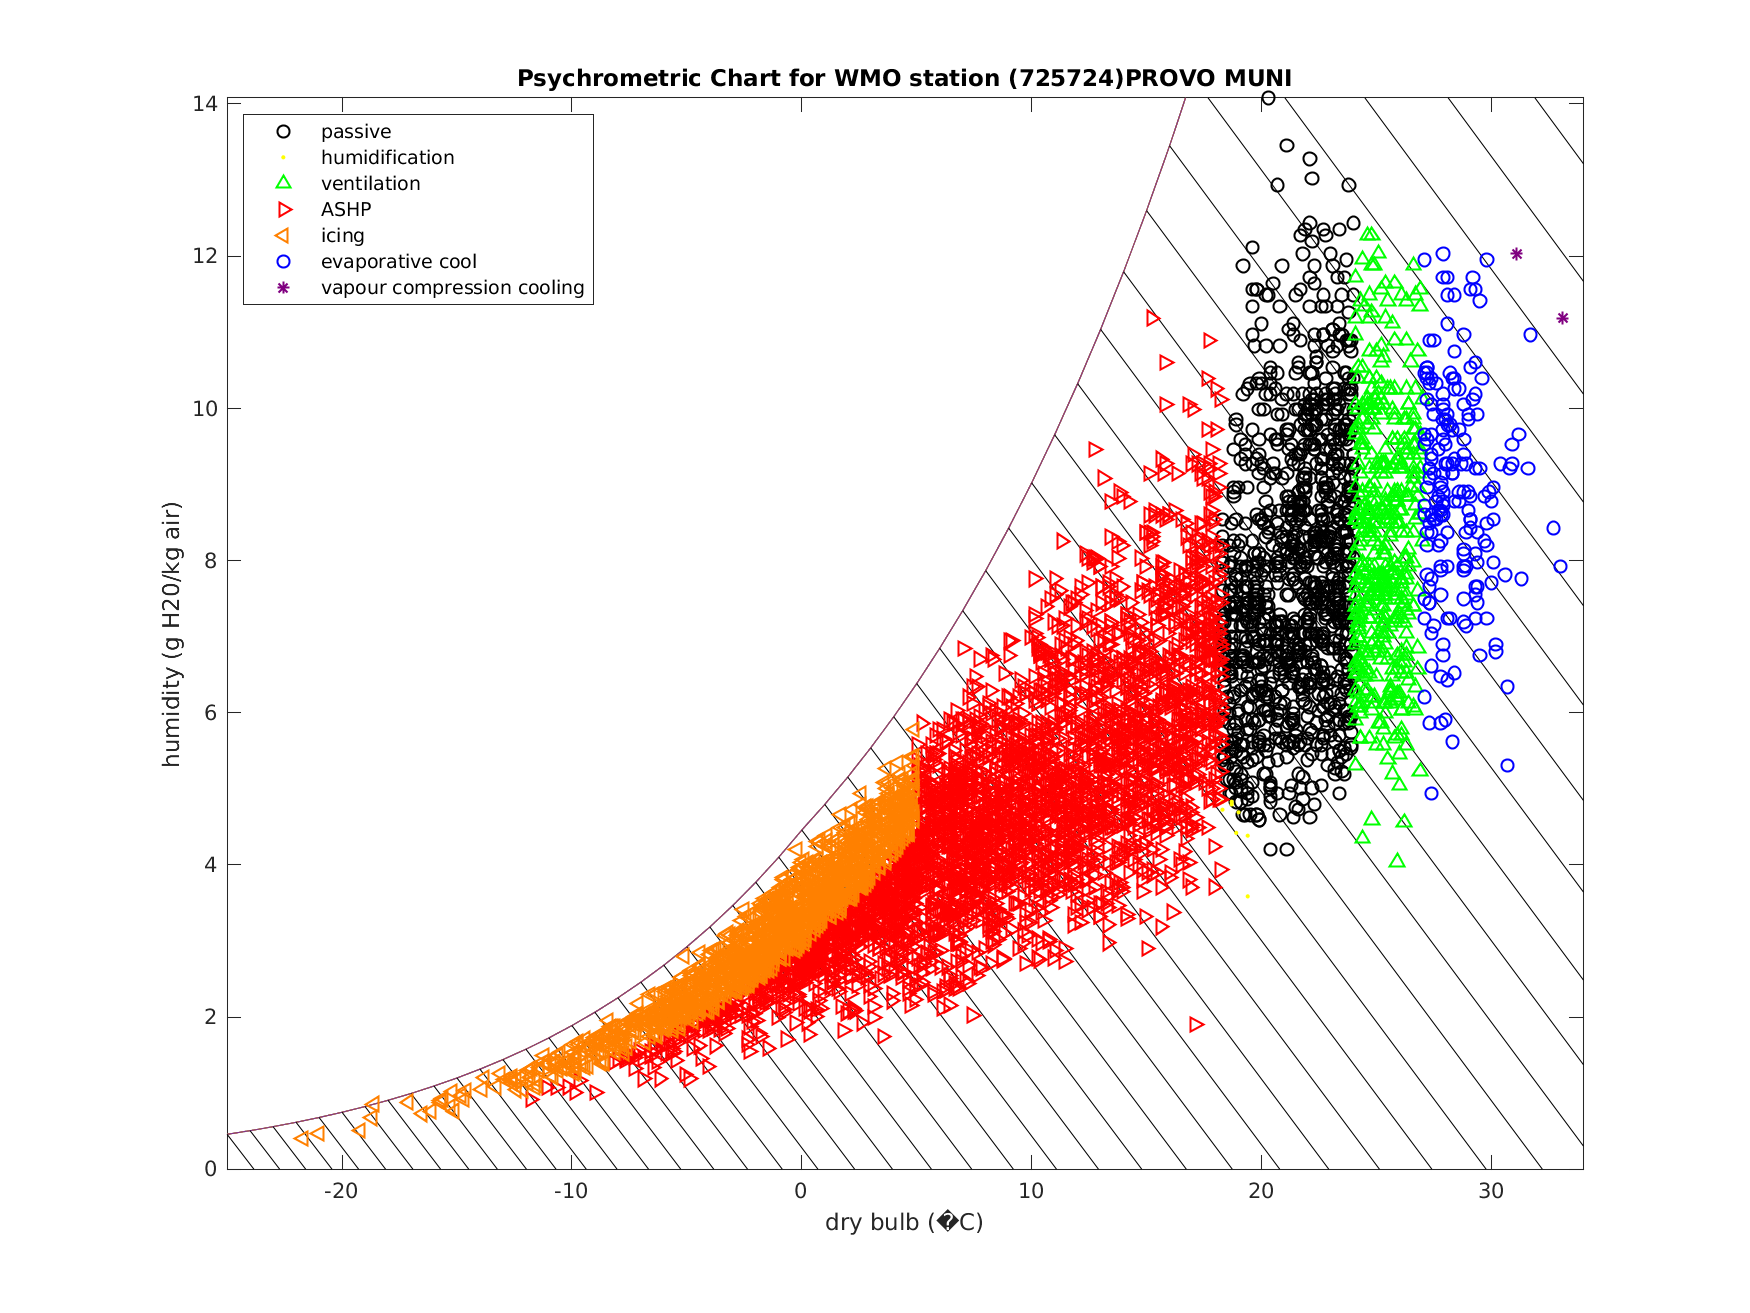 Psychrometric Chart for WMO station (725724)PROVO MUNI
14
12
10
8
6
4
2
0
humidity (g H20/kg air)
passive
humidification
ventilation
ASHP
icing
evaporative cool
vapour compression cooling
-20
-10
0
10
20
30
dry bulb (�C)